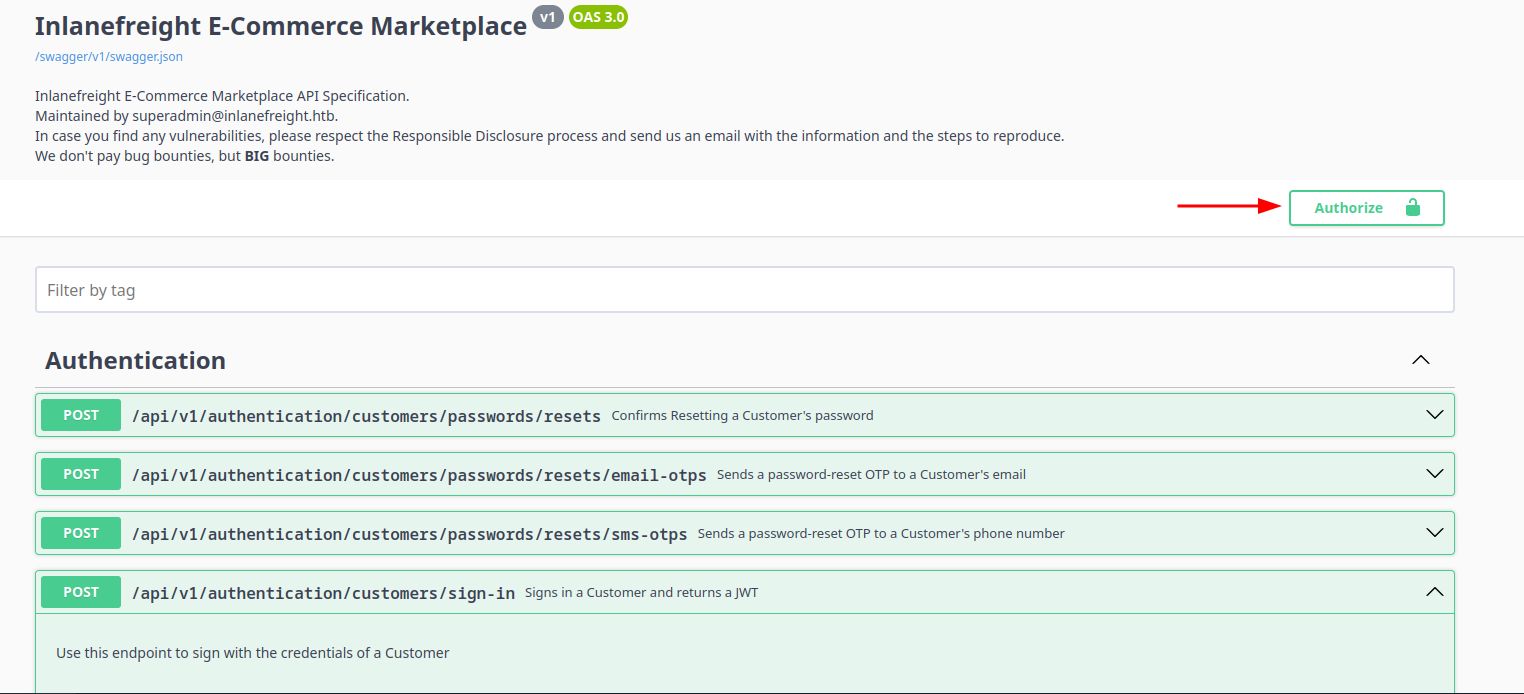 Inlanefreight E-Commerce Marketplace v1 OAS 3.0
/swagger/v1/swagger.json
Inlanefreight E-Commerce Marketplace API Specification.
Maintained by superadmin@inlanefreight.htb.
In case you find any vulnerabilities, please respect the Responsible Disclosure process and send us an email with the information and the steps to reproduce.
We don't pay bug bounties, but BIG bounties.
Authorize
Filter by tag
Authentication
POST /api/v1/authentication/customers/passwords/resets Confirms Resetting a Customer's password
POST /api/v1/authentication/customers/passwords/resets/email-otps Sends a password-reset OTP to a Customer's email
POST /api/v1/authentication/customers/passwords/resets/sms-otps Sends a password-reset OTP to a Customer's phone number
POST /api/v1/authentication/customers/sign-in Signs in a Customer and returns a JWT
Use this endpoint to sign with the credentials of a Customer